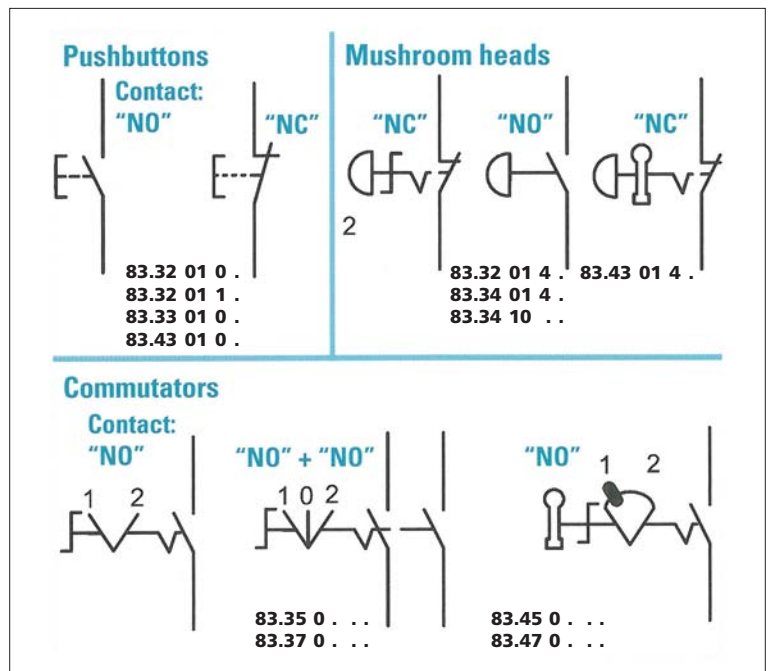 Pushbuttons
Contact:
"NO"
"NC"
83.32 01 0 .
83.32 01 1 .
83.33 01 0 .
83.43 01 0 .
Mushroom heads
"NC" "NO" "NC"
2
83.32 01 4 . 83.43 01 4 .
83.34 01 4 .
83.34 10 . .
Commutators
Contact:
"NO"
1 2
"NO" + "NO"
1 0 2
83.35 0 . . .
83.37 0 . . .
"NO"
1 2
83.45 0 . . .
83.47 0 . . .